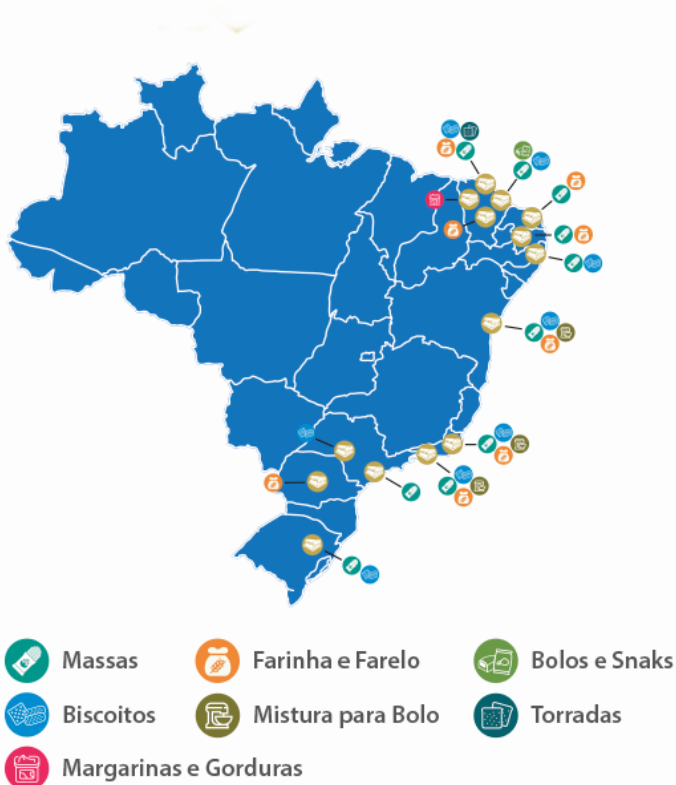 Massas Farinha e Farelo Bolos e Snaks
Biscoitos Mistura para Bolo Torradas
Margarinas e Gorduras